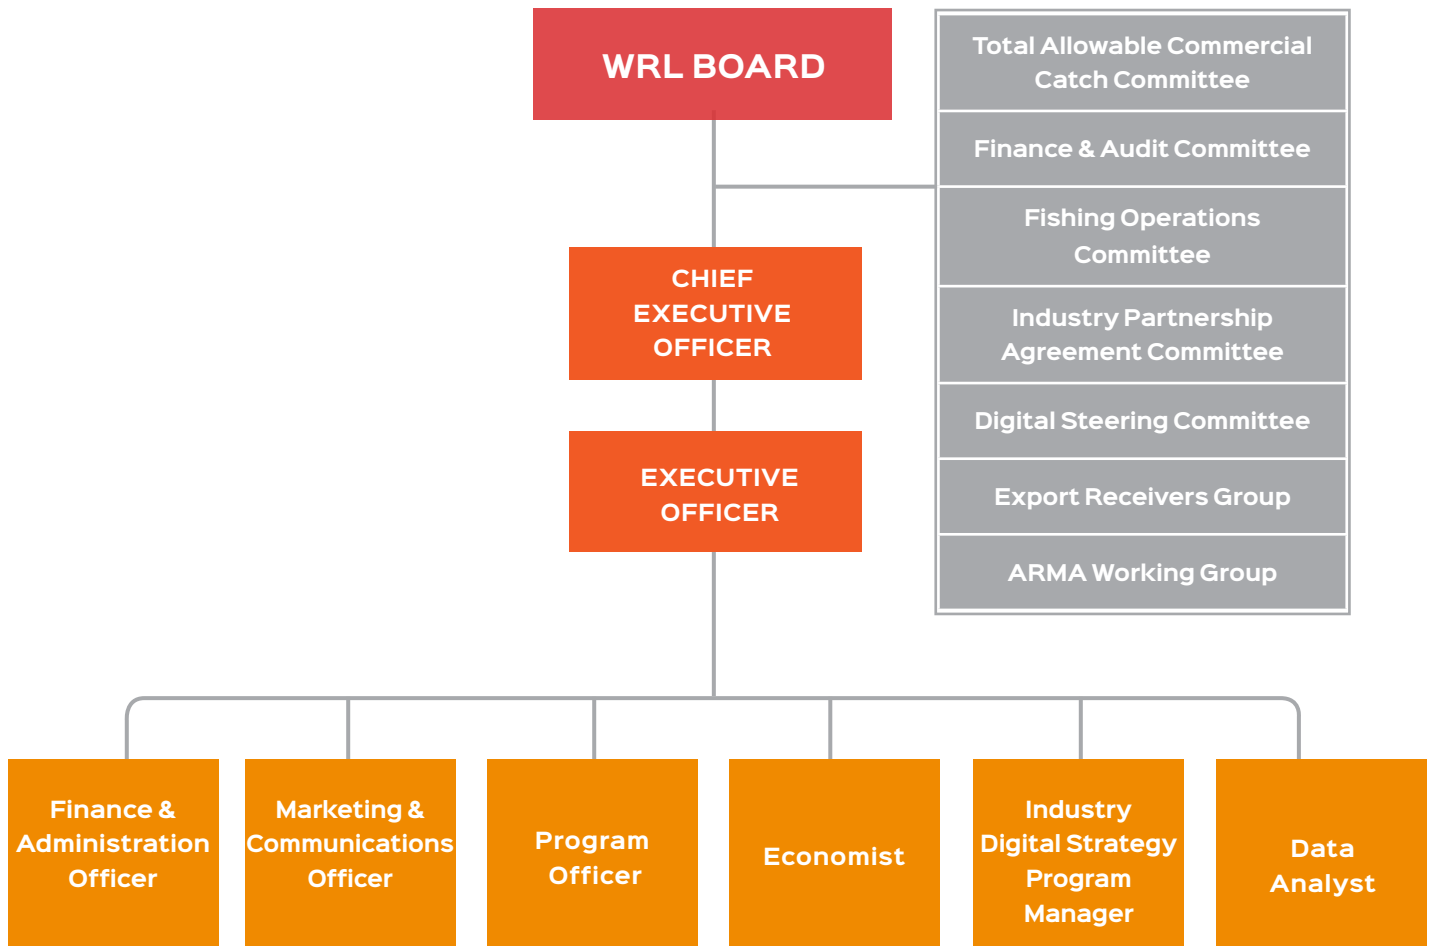 WRL BOARD
Total Allowable Commercial
Catch Committee
Finance & Audit Committee
Fishing Operations
Committee
Industry Partnership
Agreement Committee
Digital Steering Committee
Export Receivers Group
ARMA Working Group
CHIEF
EXECUTIVE
OFFICER
EXECUTIVE
OFFICER
Finance &
Administration
Officer
Marketing &
Communications
Officer
Program
Officer
Economist
Industry
Digital Strategy
Program
Manager
Data
Analyst